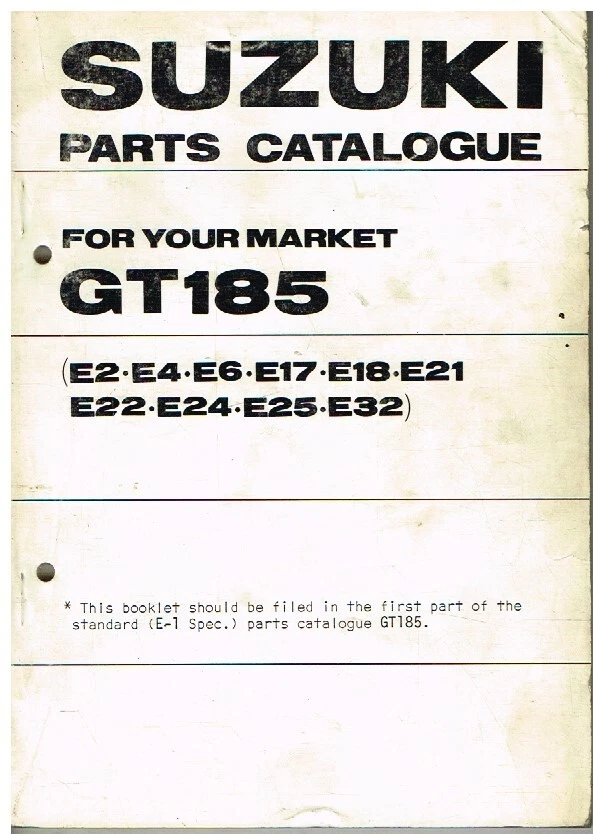 SUZUKI
PARTS CATALOGUE
FOR YOUR MARKET
GT185
(E2·E4·E6·E17·E18·E21
E22·E24·E25·E32)
* This booklet should be filed in the first part of the
standard (E-1 Spec.) parts catalogue GT185.